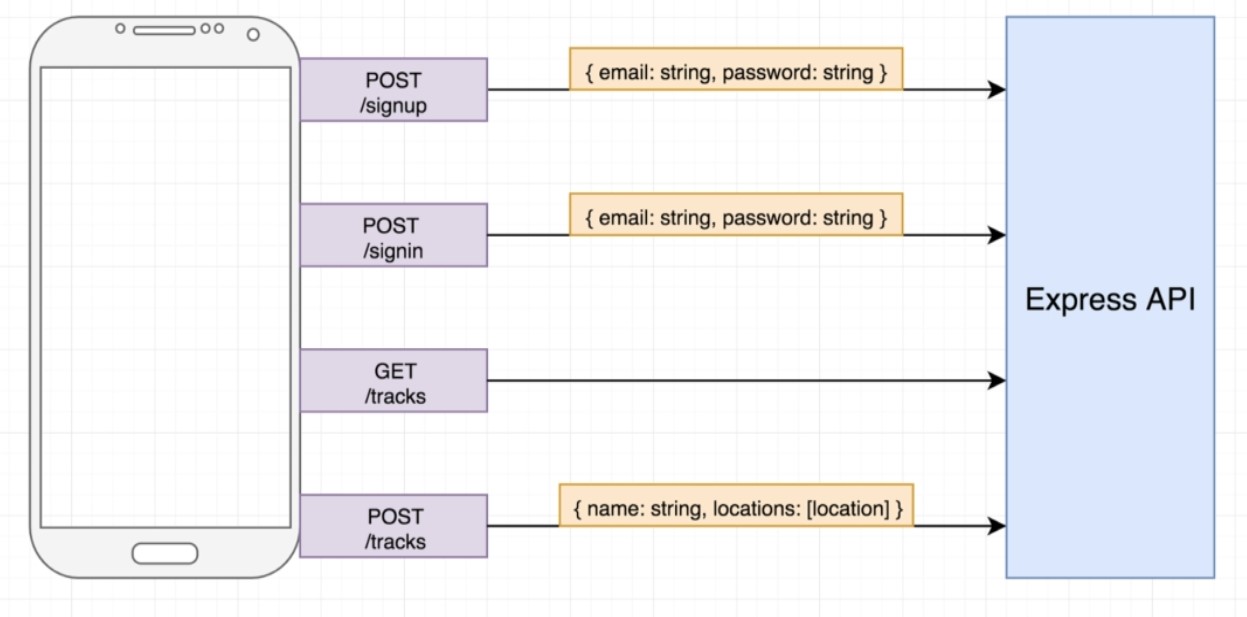 POST
/signup
{ email: string, password: string }
POST
/signin
{ email: string, password: string }
Express API
GET
/tracks
POST
/tracks
{ name: string, locations: [location] }